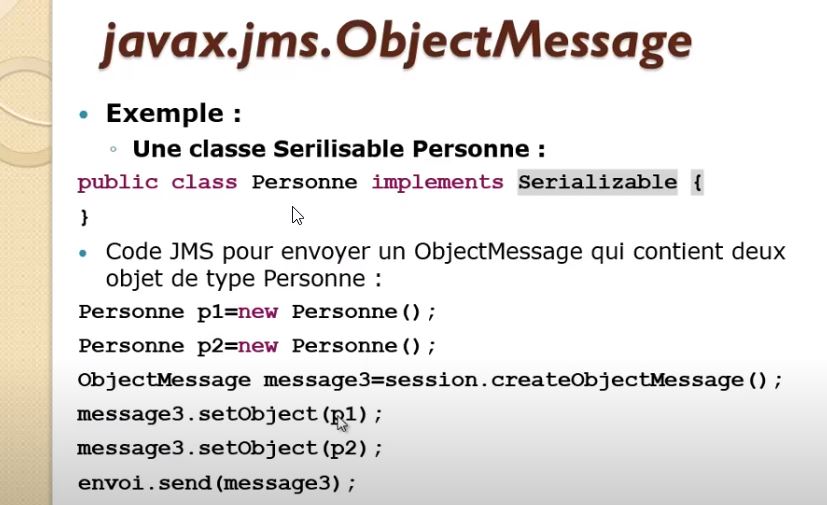 javax.jms.ObjectMessage
Exemple :
Une classe Serilisable Personne :
public class Personne implements Serializable {
}
Code JMS pour envoyer un ObjectMessage qui contient deux
objet de type Personne :
Personne p1=new Personne();
Personne p2=new Personne();
ObjectMessage message3=session.createObjectMessage();
message3.setObject(p1);
message3.setObject(p2);
envoi.send(message3);